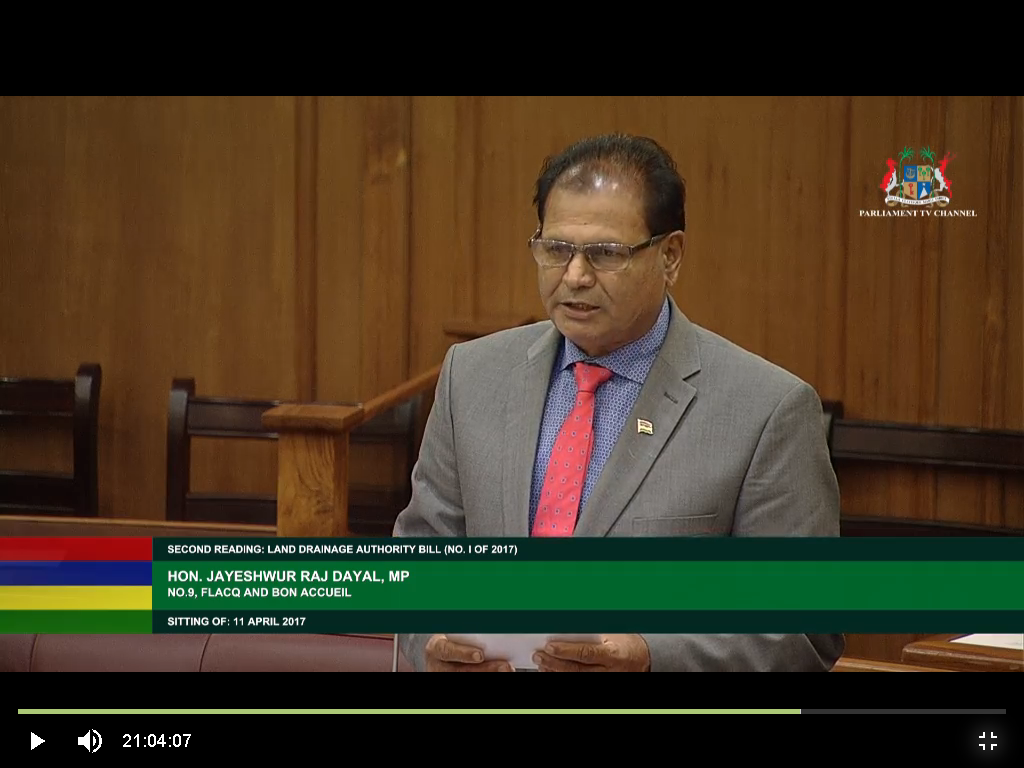 PARLIAMENT TV CHANNEL
SECOND READING: LAND DRAINAGE AUTHORITY BILL (NO. I OF 2017)
HON. JAYESHWUR RAJ DAYAL, MP
NO.9, FLACQ AND BON ACCUEIL
SITTING OF: 11 APRIL 2017
21:04:07